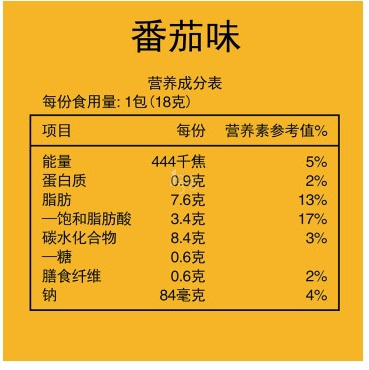 番茄味
营养成分表
每份食用量: 1包(18克)
项目 每份 营养素参考值%
能量 444千焦 5%
蛋白质 0.9克 2%
脂肪 7.6克 13%
—饱和脂肪酸 3.4克 17%
碳水化合物 8.4克 3%
—糖 0.6克
膳食纤维 0.6克 2%
钠 84毫克 4%